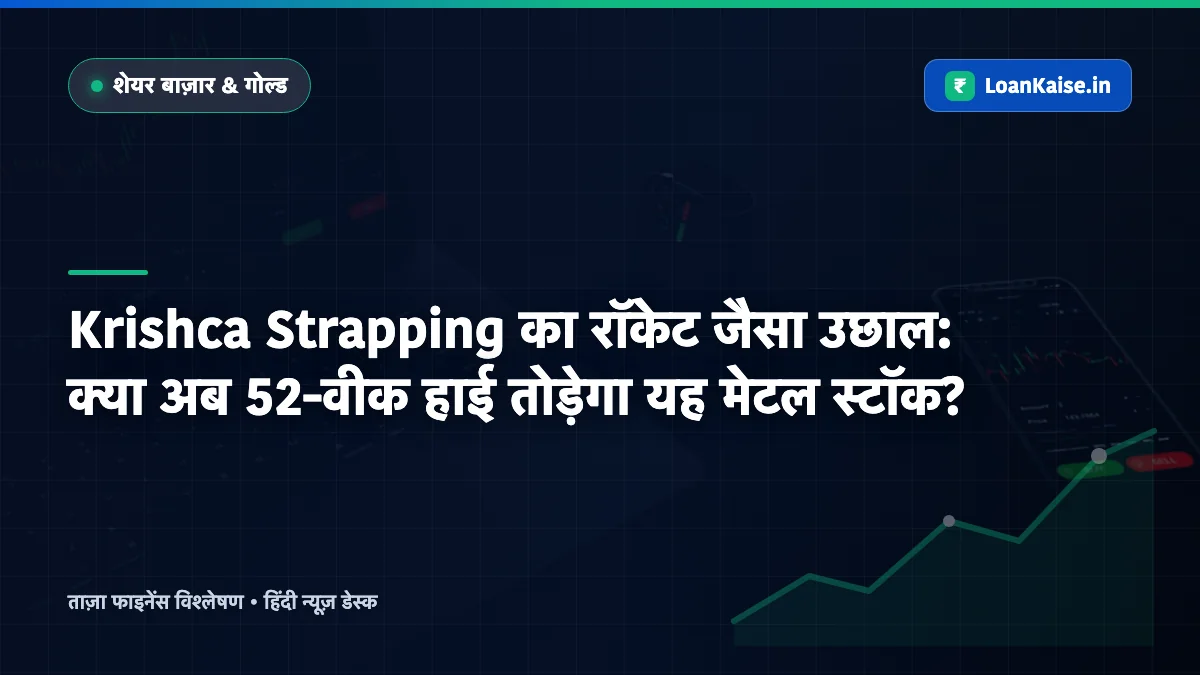 शेयर बाज़ार & गोल्ड
₹ LoanKaise.in
Krishca Strapping का रॉकेट जैसा उछाल:
क्या अब 52-वीक हाई तोड़ेगा यह मेटल स्टॉक?
ताज़ा फाइनेंस विश्लेषण • हिंदी न्यूज़ डेस्क